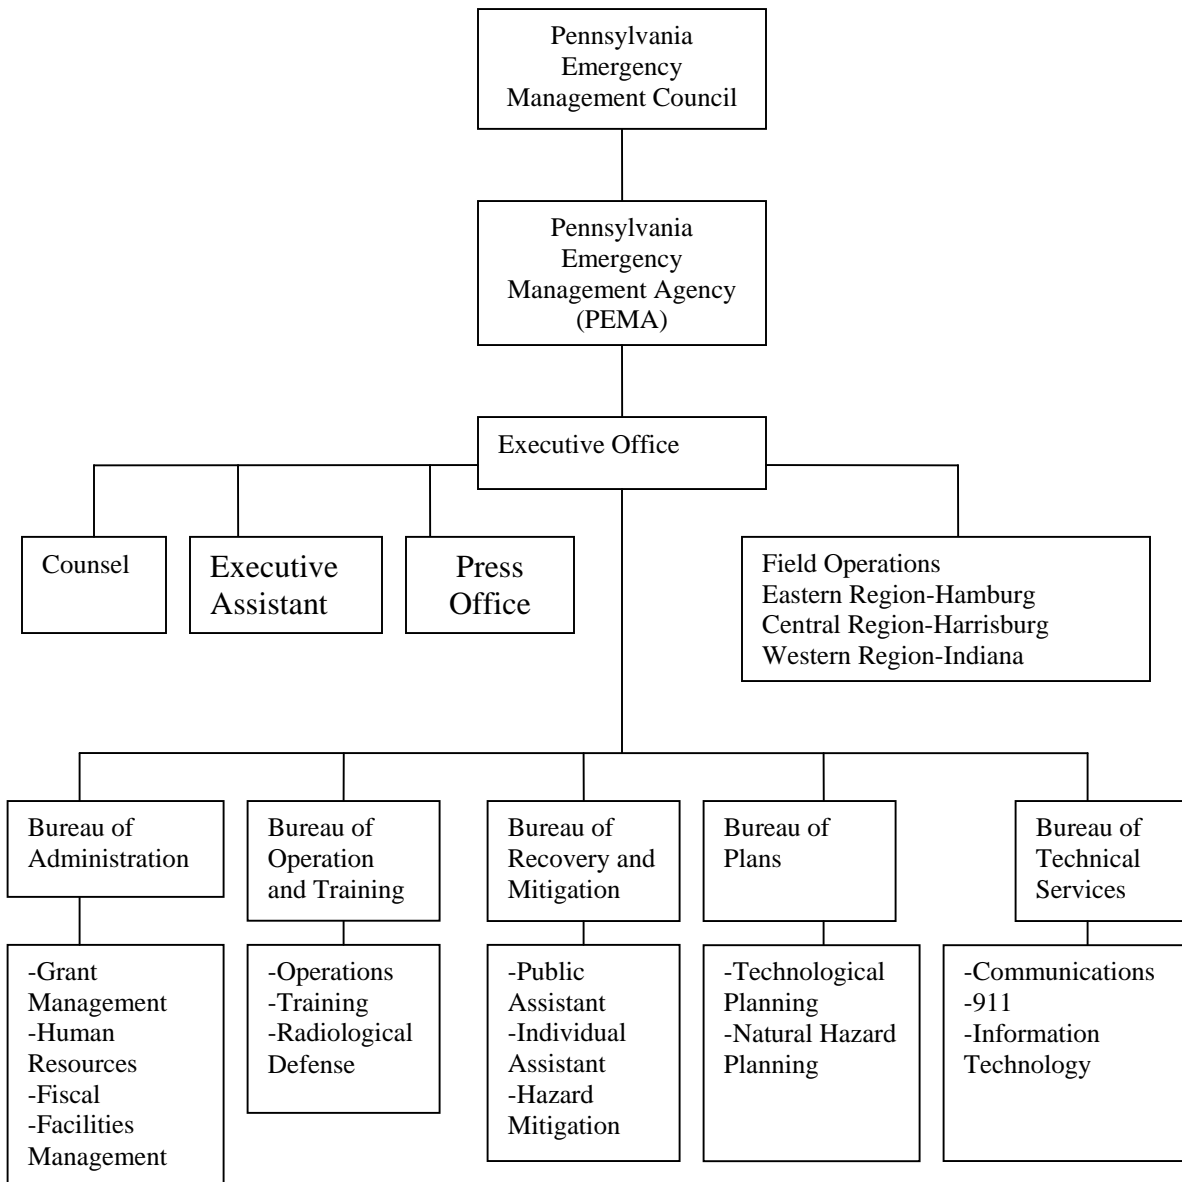 Pennsylvania
Emergency
Management Council
Pennsylvania
Emergency
Management Agency
(PEMA)
Executive Office
Counsel
Executive
Assistant
Press
Office
Field Operations
Eastern Region-Hamburg
Central Region-Harrisburg
Western Region-Indiana
Bureau of
Administration
Bureau of
Operation
and Training
Bureau of
Recovery and
Mitigation
Bureau of
Plans
Bureau of
Technical
Services
-Grant
Management
-Human
Resources
-Fiscal
-Facilities
Management
-Operations
-Training
-Radiological
Defense
-Public
Assistant
-Individual
Assistant
-Hazard
Mitigation
-Technological
Planning
-Natural Hazard
Planning
-Communications
-911
-Information
Technology